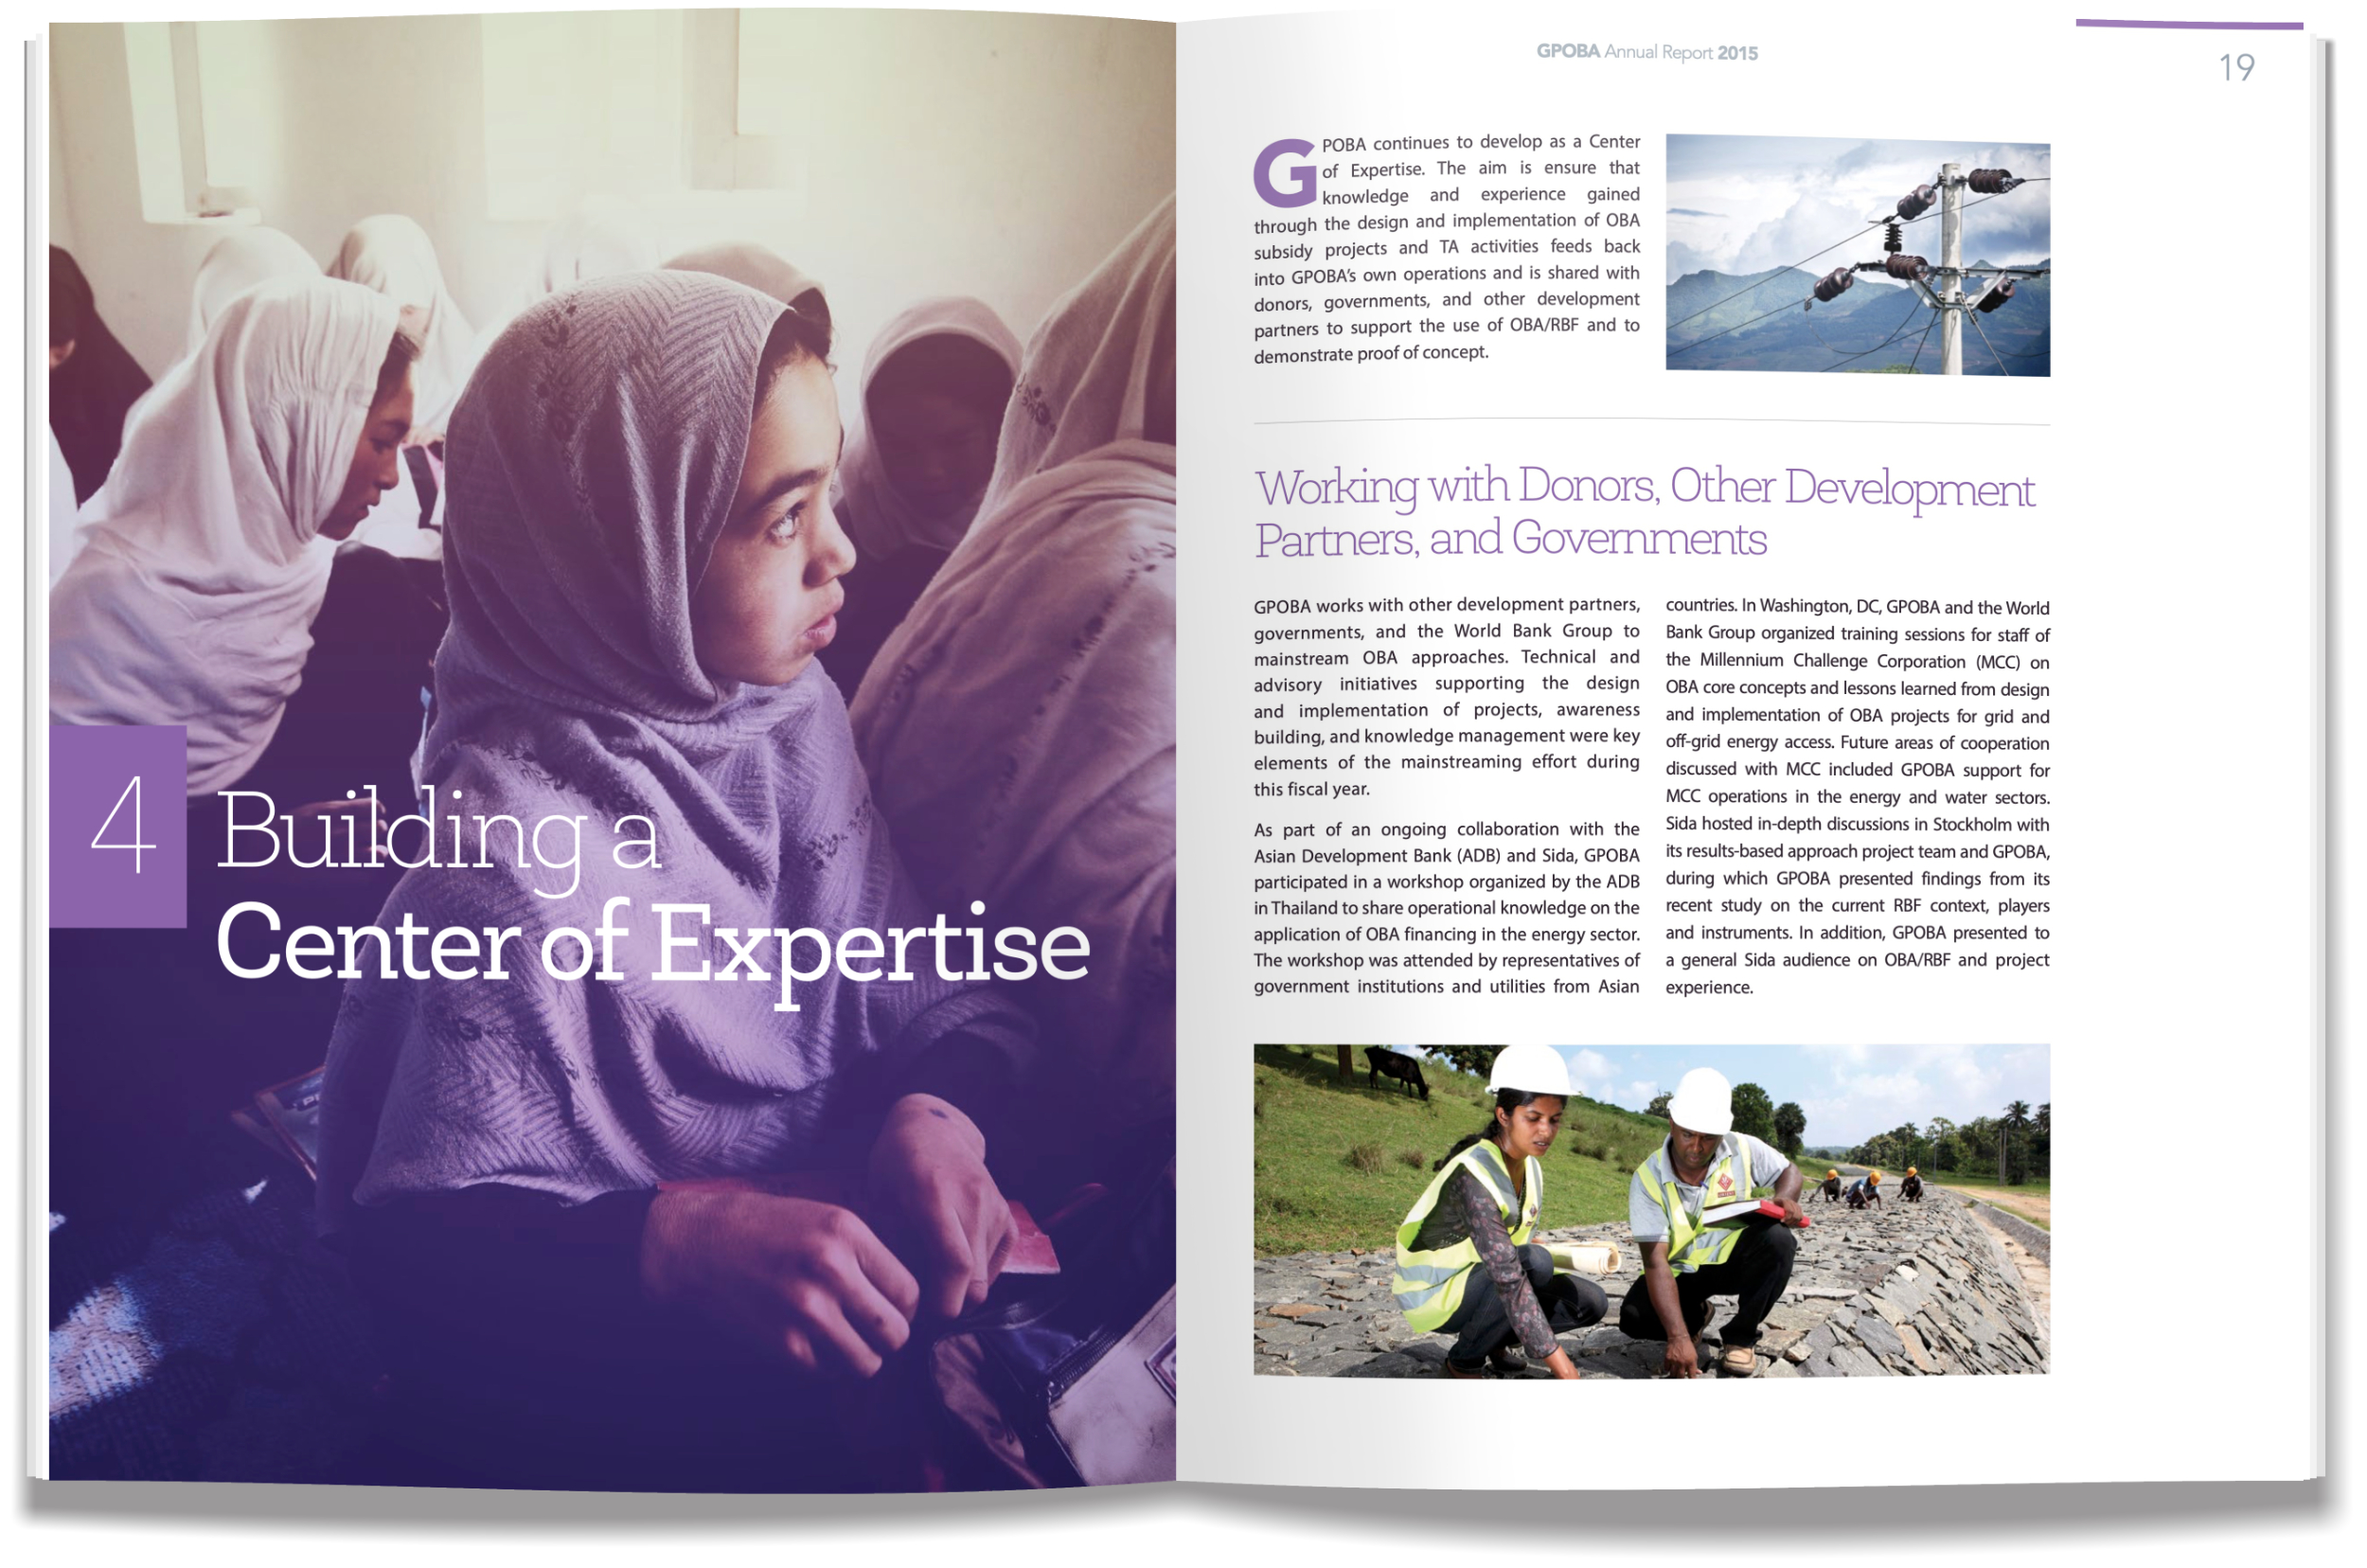 4
Building a
Center of Expertise
GPOBA Annual Report 2015
19
GPOBA continues to develop as a Center
of Expertise. The aim is ensure that
knowledge and experience gained
through the design and implementation of OBA
subsidy projects and TA activities feeds back
into GPOBA's own operations and is shared with
donors, governments, and other development
partners to support the use of OBA/RBF and to
demonstrate proof of concept.
Working with Donors, Other Development
Partners, and Governments
GPOBA works with other development partners,
governments, and the World Bank Group to
mainstream OBA approaches. Technical and
advisory initiatives supporting the design
and implementation of projects, awareness
building, and knowledge management were key
elements of the mainstreaming effort during
this fiscal year.
As part of an ongoing collaboration with the
Asian Development Bank (ADB) and Sida, GPOBA
participated in a workshop organized by the ADB
in Thailand to share operational knowledge on the
application of OBA financing in the energy sector.
The workshop was attended by representatives of
government institutions and utilities from Asian
countries. In Washington, DC, GPOBA and the World
Bank Group organized training sessions for staff of
the Millennium Challenge Corporation (MCC) on
OBA core concepts and lessons learned from design
and implementation of OBA projects for grid and
off-grid energy access. Future areas of cooperation
discussed with MCC included GPOBA support for
MCC operations in the energy and water sectors.
Sida hosted in-depth discussions in Stockholm with
its results-based approach project team and GPOBA,
during which GPOBA presented findings from its
recent study on the current RBF context, players
and instruments. In addition, GPOBA presented to
a general Sida audience on OBA/RBF and project
experience.